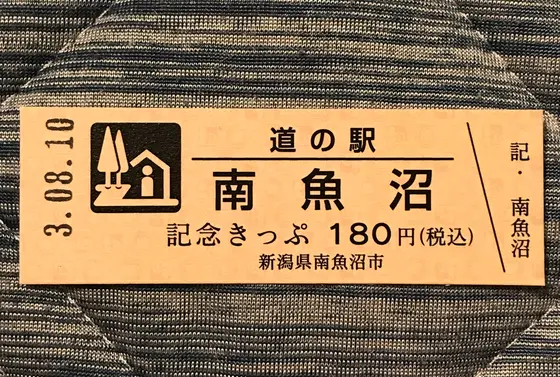 3.08.10
道の駅
南魚沼
記念きっぷ 180円(税込)
新潟県南魚沼市
記・南魚沼